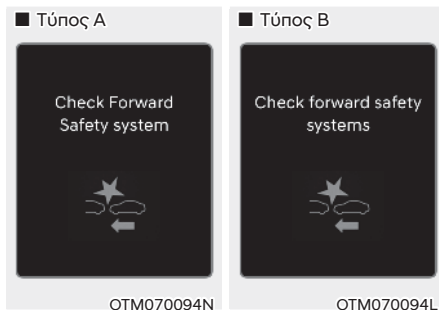 ■ Τύπος A
Check Forward
Safety system
OTM070094N
■ Τύπος B
Check forward safety
systems
OTM070094L